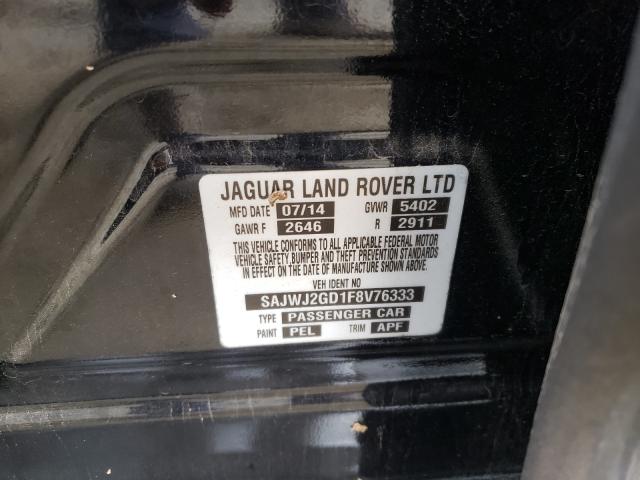 JAGUAR LAND ROVER LTD
MFD DATE 07/14 GVWR 5402
GAWR F 2646 R 2911
THIS VEHICLE CONFORMS TO ALL APPLICABLE FEDERAL MOTOR
VEHICLE SAFETY, BUMPER AND THEFT PREVENTION STANDARDS
IN EFFECT ON THE DATE OF MANUFACTURE SHOWN ABOVE
VEH IDENT NO
SAJWJ2GD1F8V76333
TYPE PASSENGER CAR
PAINT PEL TRIM APF